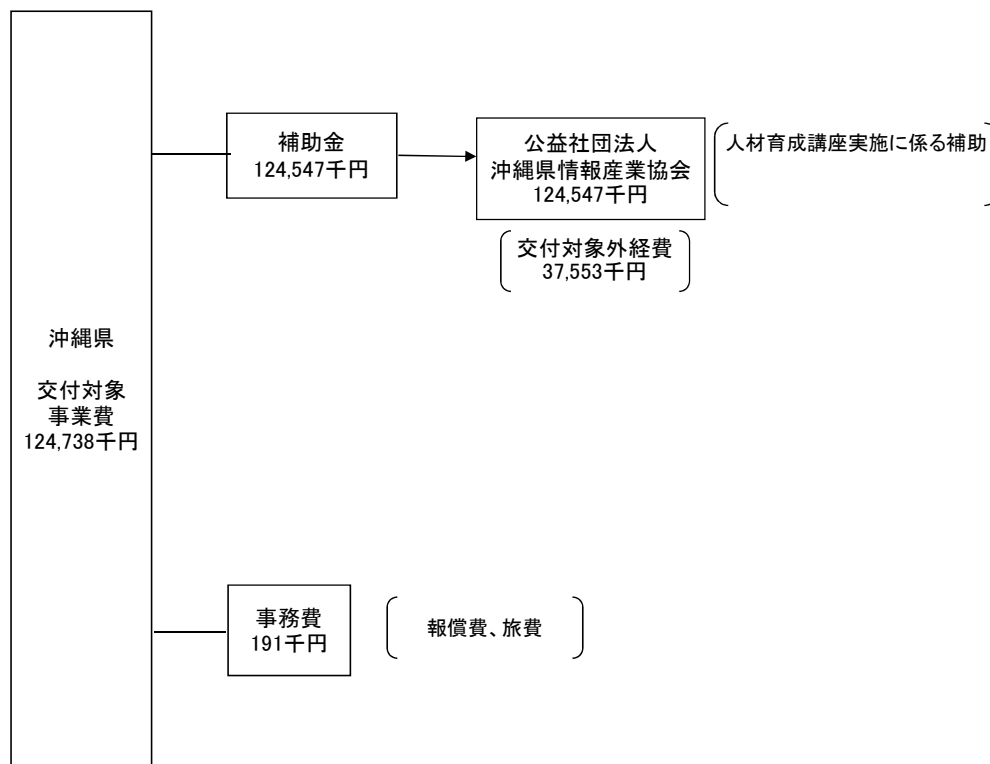 補助金
124,547千円
公益社団法人
沖縄県情報産業協会
124,547千円
人材育成講座実施に係る補助
交付対象外経費
37,553千円
沖縄県
交付対象
事業費
124,738千円
事務費
191千円
報償費、旅費